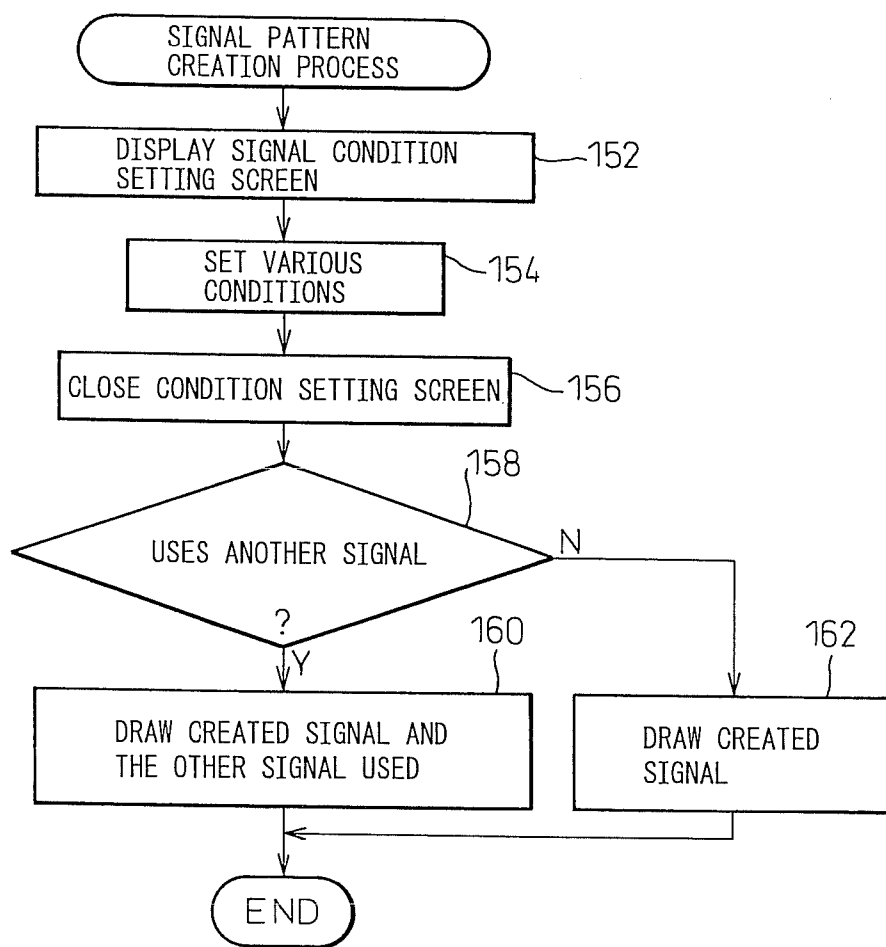 SIGNAL PATTERN
CREATION PROCESS
DISPLAY SIGNAL CONDITION
SETTING SCREEN
152
SET VARIOUS
CONDITIONS
154
CLOSE CONDITION SETTING SCREEN
156
158
USES ANOTHER SIGNAL
?
N
Y
160
DRAW CREATED SIGNAL AND
THE OTHER SIGNAL USED
162
DRAW CREATED
SIGNAL
END